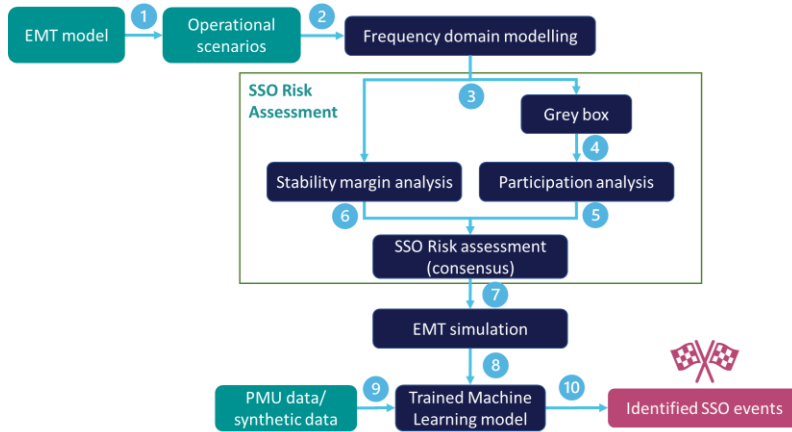 1
2
EMT model
Operational
scenarios
Frequency domain modelling
SSO Risk
Assessment
3
Grey box
4
Stability margin analysis
Participation analysis
6
5
SSO Risk assessment
(consensus)
7
EMT simulation
8
PMU data/
synthetic data
9
Trained Machine
Learning model
10
Identified SSO events